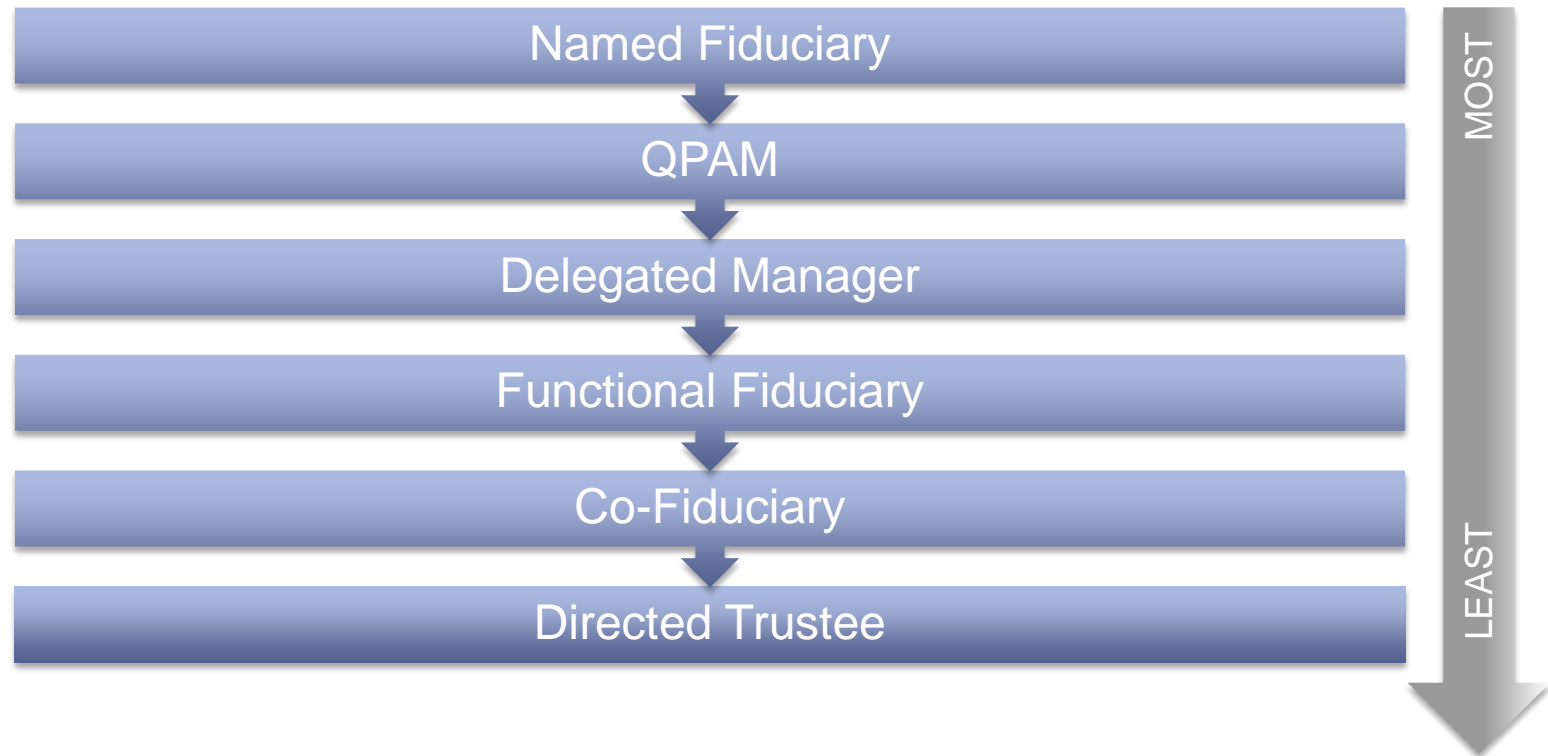 Named Fiduciary
QPAM
Delegated Manager
Functional Fiduciary
Co-Fiduciary
Directed Trustee
MOST
LEAST